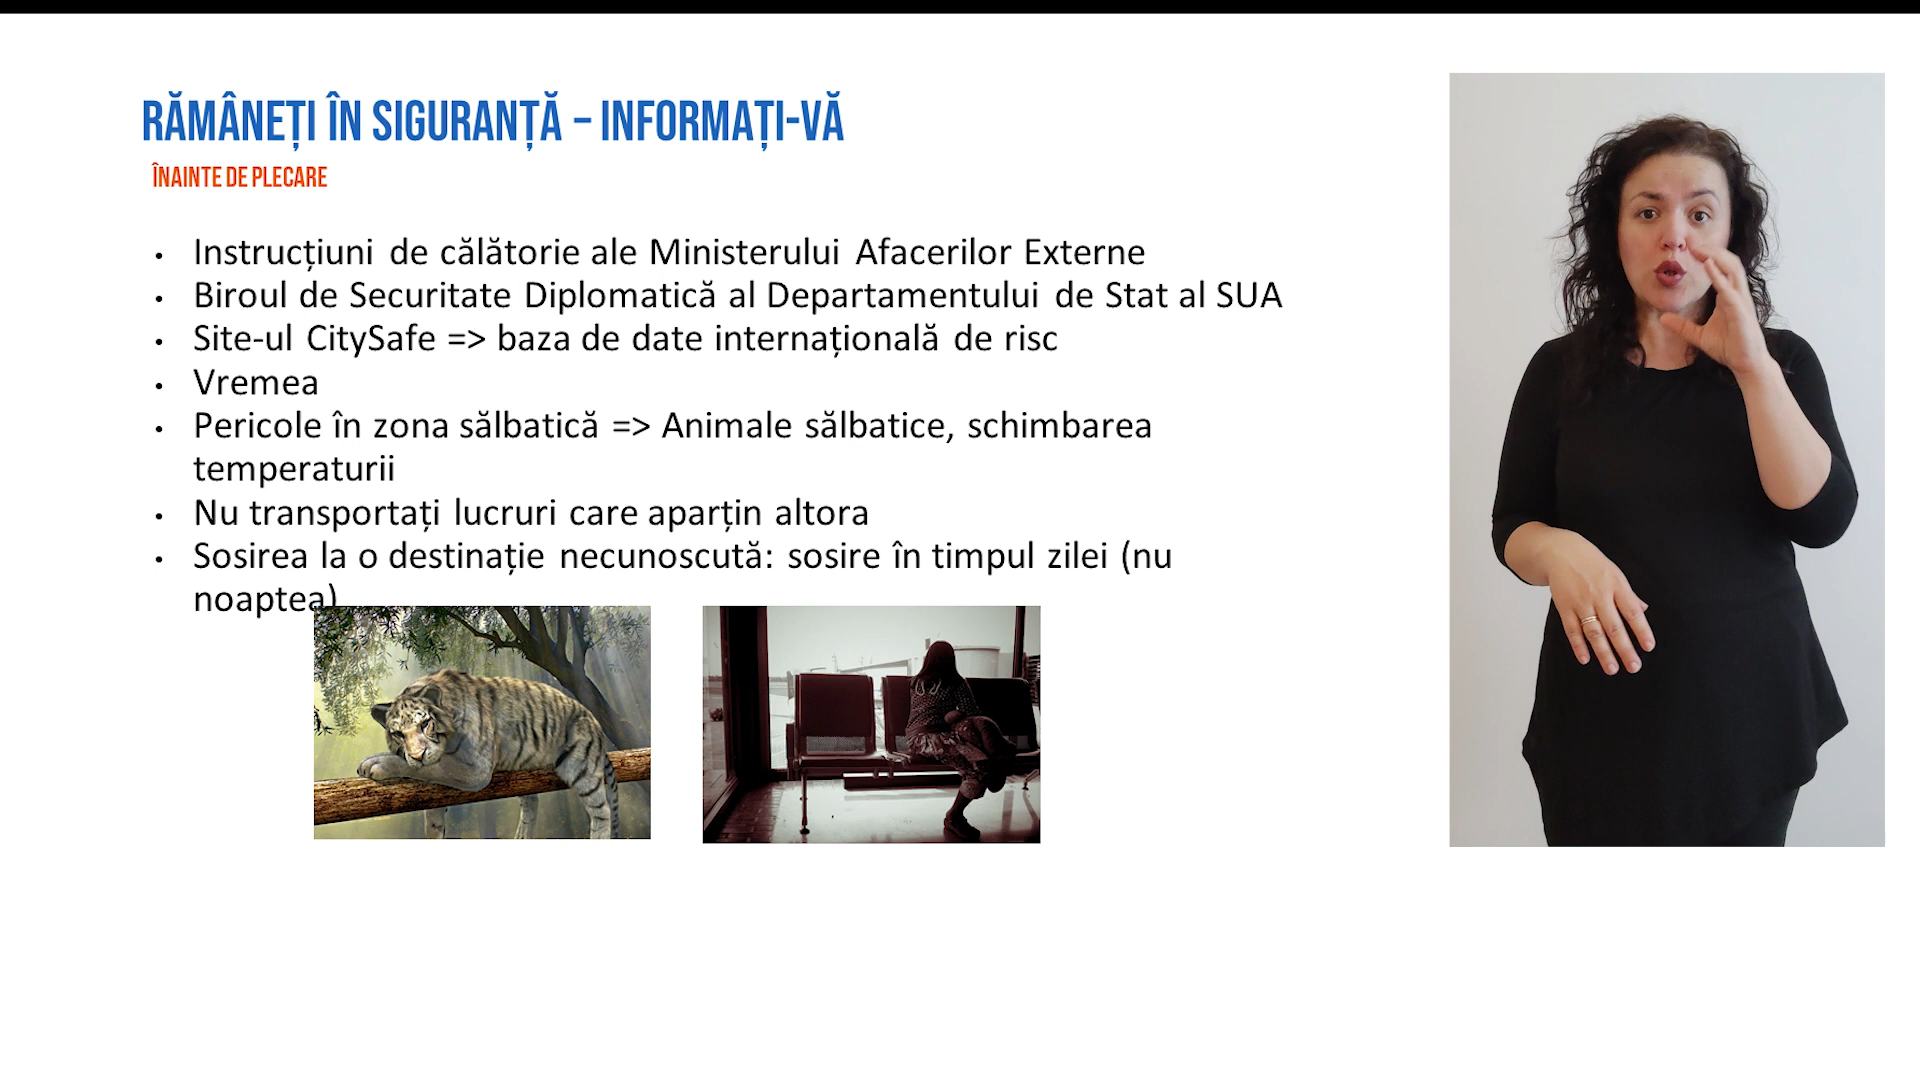 RĂMÂNEȚI ÎN SIGURANȚĂ – INFORMAȚI-VĂ
ÎNAINTE DE PLECARE
• Instrucțiuni de călătorie ale Ministerului Afacerilor Externe
• Biroul de Securitate Diplomatică al Departamentului de Stat al SUA
• Site-ul CitySafe => baza de date internațională de risc
• Vremea
• Pericole în zona sălbatică => Animale sălbatice, schimbarea
temperaturii
• Nu transportați lucruri care aparțin altora
• Sosirea la o destinație necunoscută: sosire în timpul zilei (nu
noaptea)